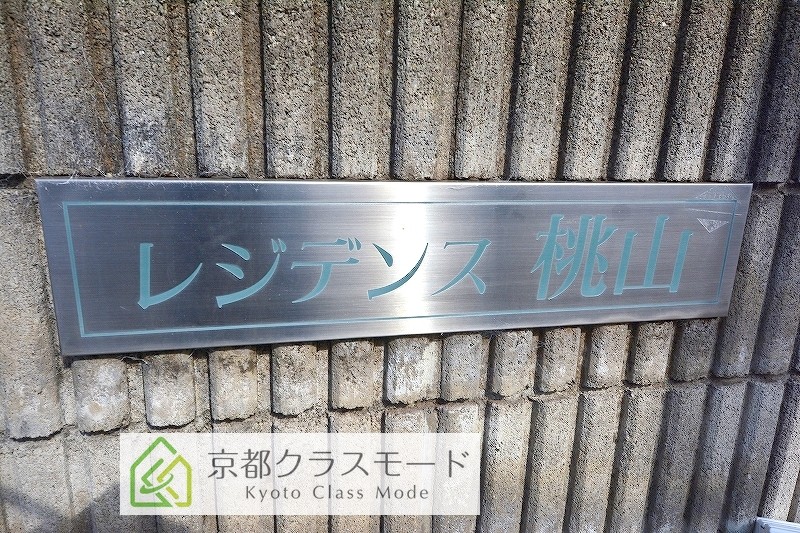 レジデンス 桃山
京都クラスモード
Kyoto Class Mode